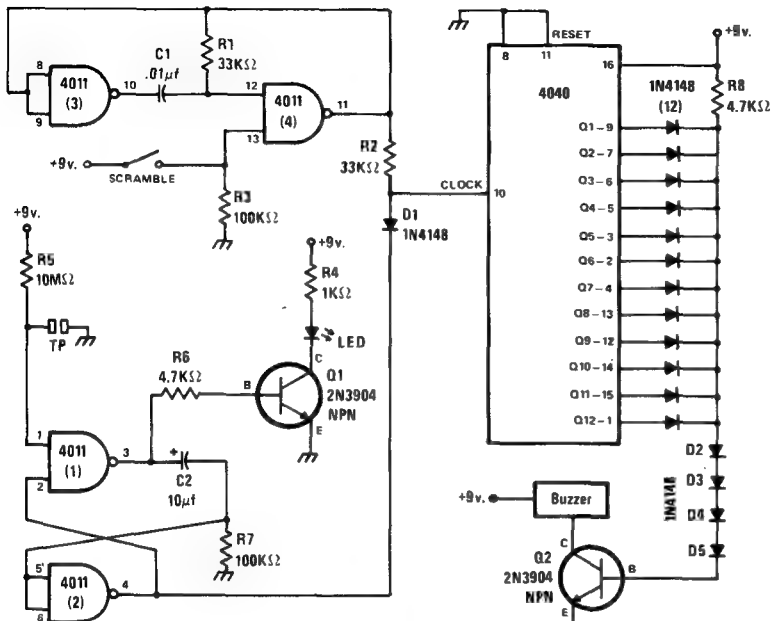 R1
33KΩ
C1
.01µf
8
4011
(3)
10
9
12
4011
(4)
11
13
+9v.
SCRAMBLE
R3
100KΩ
R2
33KΩ
CLOCK
10
D1
1N4148
RESET
8
11
4040
16
+9v.
R8
4.7KΩ
1N4148
(12)
Q1-9
Q2-7
Q3-6
Q4-5
Q5-3
Q6-2
Q7-4
Q8-13
Q9-12
Q10-14
Q11-15
Q12-1
+9v.
R5
10MΩ
TP
+9v.
R4
1KΩ
LED
R6
4.7KΩ
B
C
Q1
2N3904
NPN
E
1
4011
(1)
3
2
+
C2
10µf
R7
100KΩ
5'
4011
(2)
4
6
D2
D3
D4
D5
1N4148
+9v.
Buzzer
C
Q2
2N3904
NPN
B
E